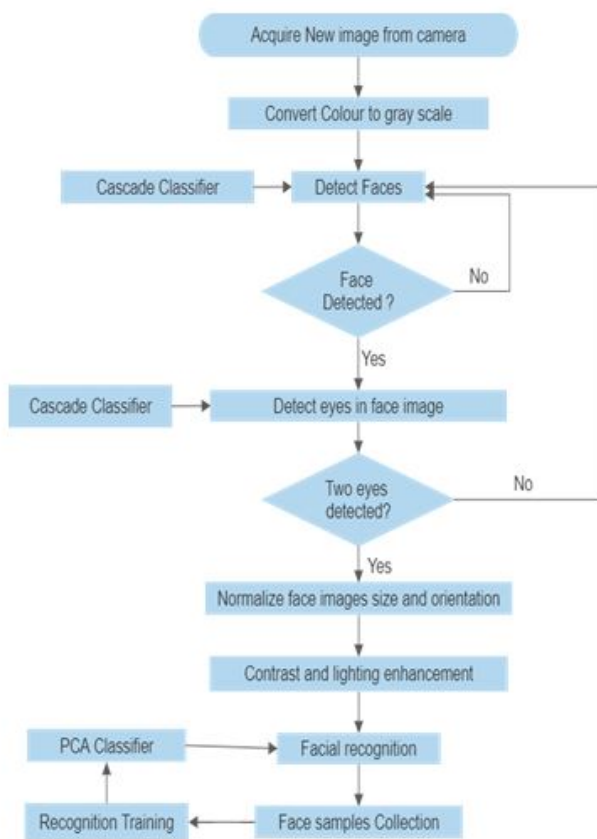 Acquire New image from camera
Convert Colour to gray scale
Cascade Classifier
Detect Faces
Face
Detected ?
No
Yes
Cascade Classifier
Detect eyes in face image
Two eyes
detected?
No
Yes
Normalize face images size and orientation
Contrast and lighting enhancement
PCA Classifier
Facial recognition
Recognition Training
Face samples Collection